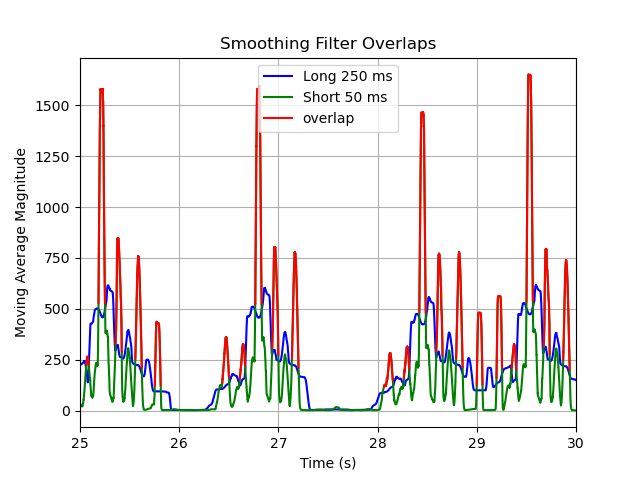 Smoothing Filter Overlaps
Long 250 ms
Short 50 ms
overlap
Moving Average Magnitude
1500
1250
1000
750
500
250
0
25 26 27 28 29 30
Time (s)